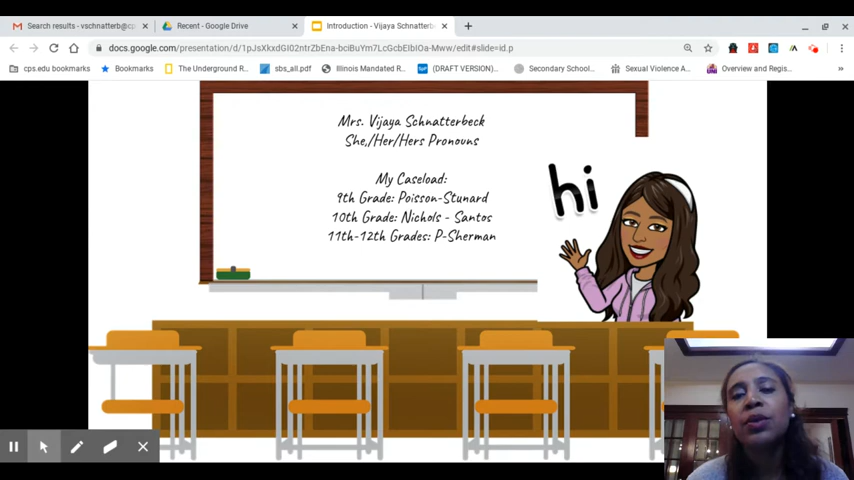 Search results - vschnatterb@cp
Recent - Google Drive
Introduction - Vijaya Schnatterb
docs.google.com/presentation/d/1pJsXkxdGI02ntrZbEna-bciBuYm7LcGcbEIbIOa-Mww/edit#slide=id.p
cps.edu bookmarks
Bookmarks
The Underground R...
sbs_all.pdf
Illinois Mandated R...
(DRAFT VERSION)...
Secondary School...
Sexual Violence A...
Overview and Regis...
Mrs. Vijaya Schnatterbeck
She,/Her/Hers Pronouns
My Caseload:
9th Grade: Poisson-Stunard
10th Grade: Nichols - Santos
11th-12th Grades: P-Sherman
hi